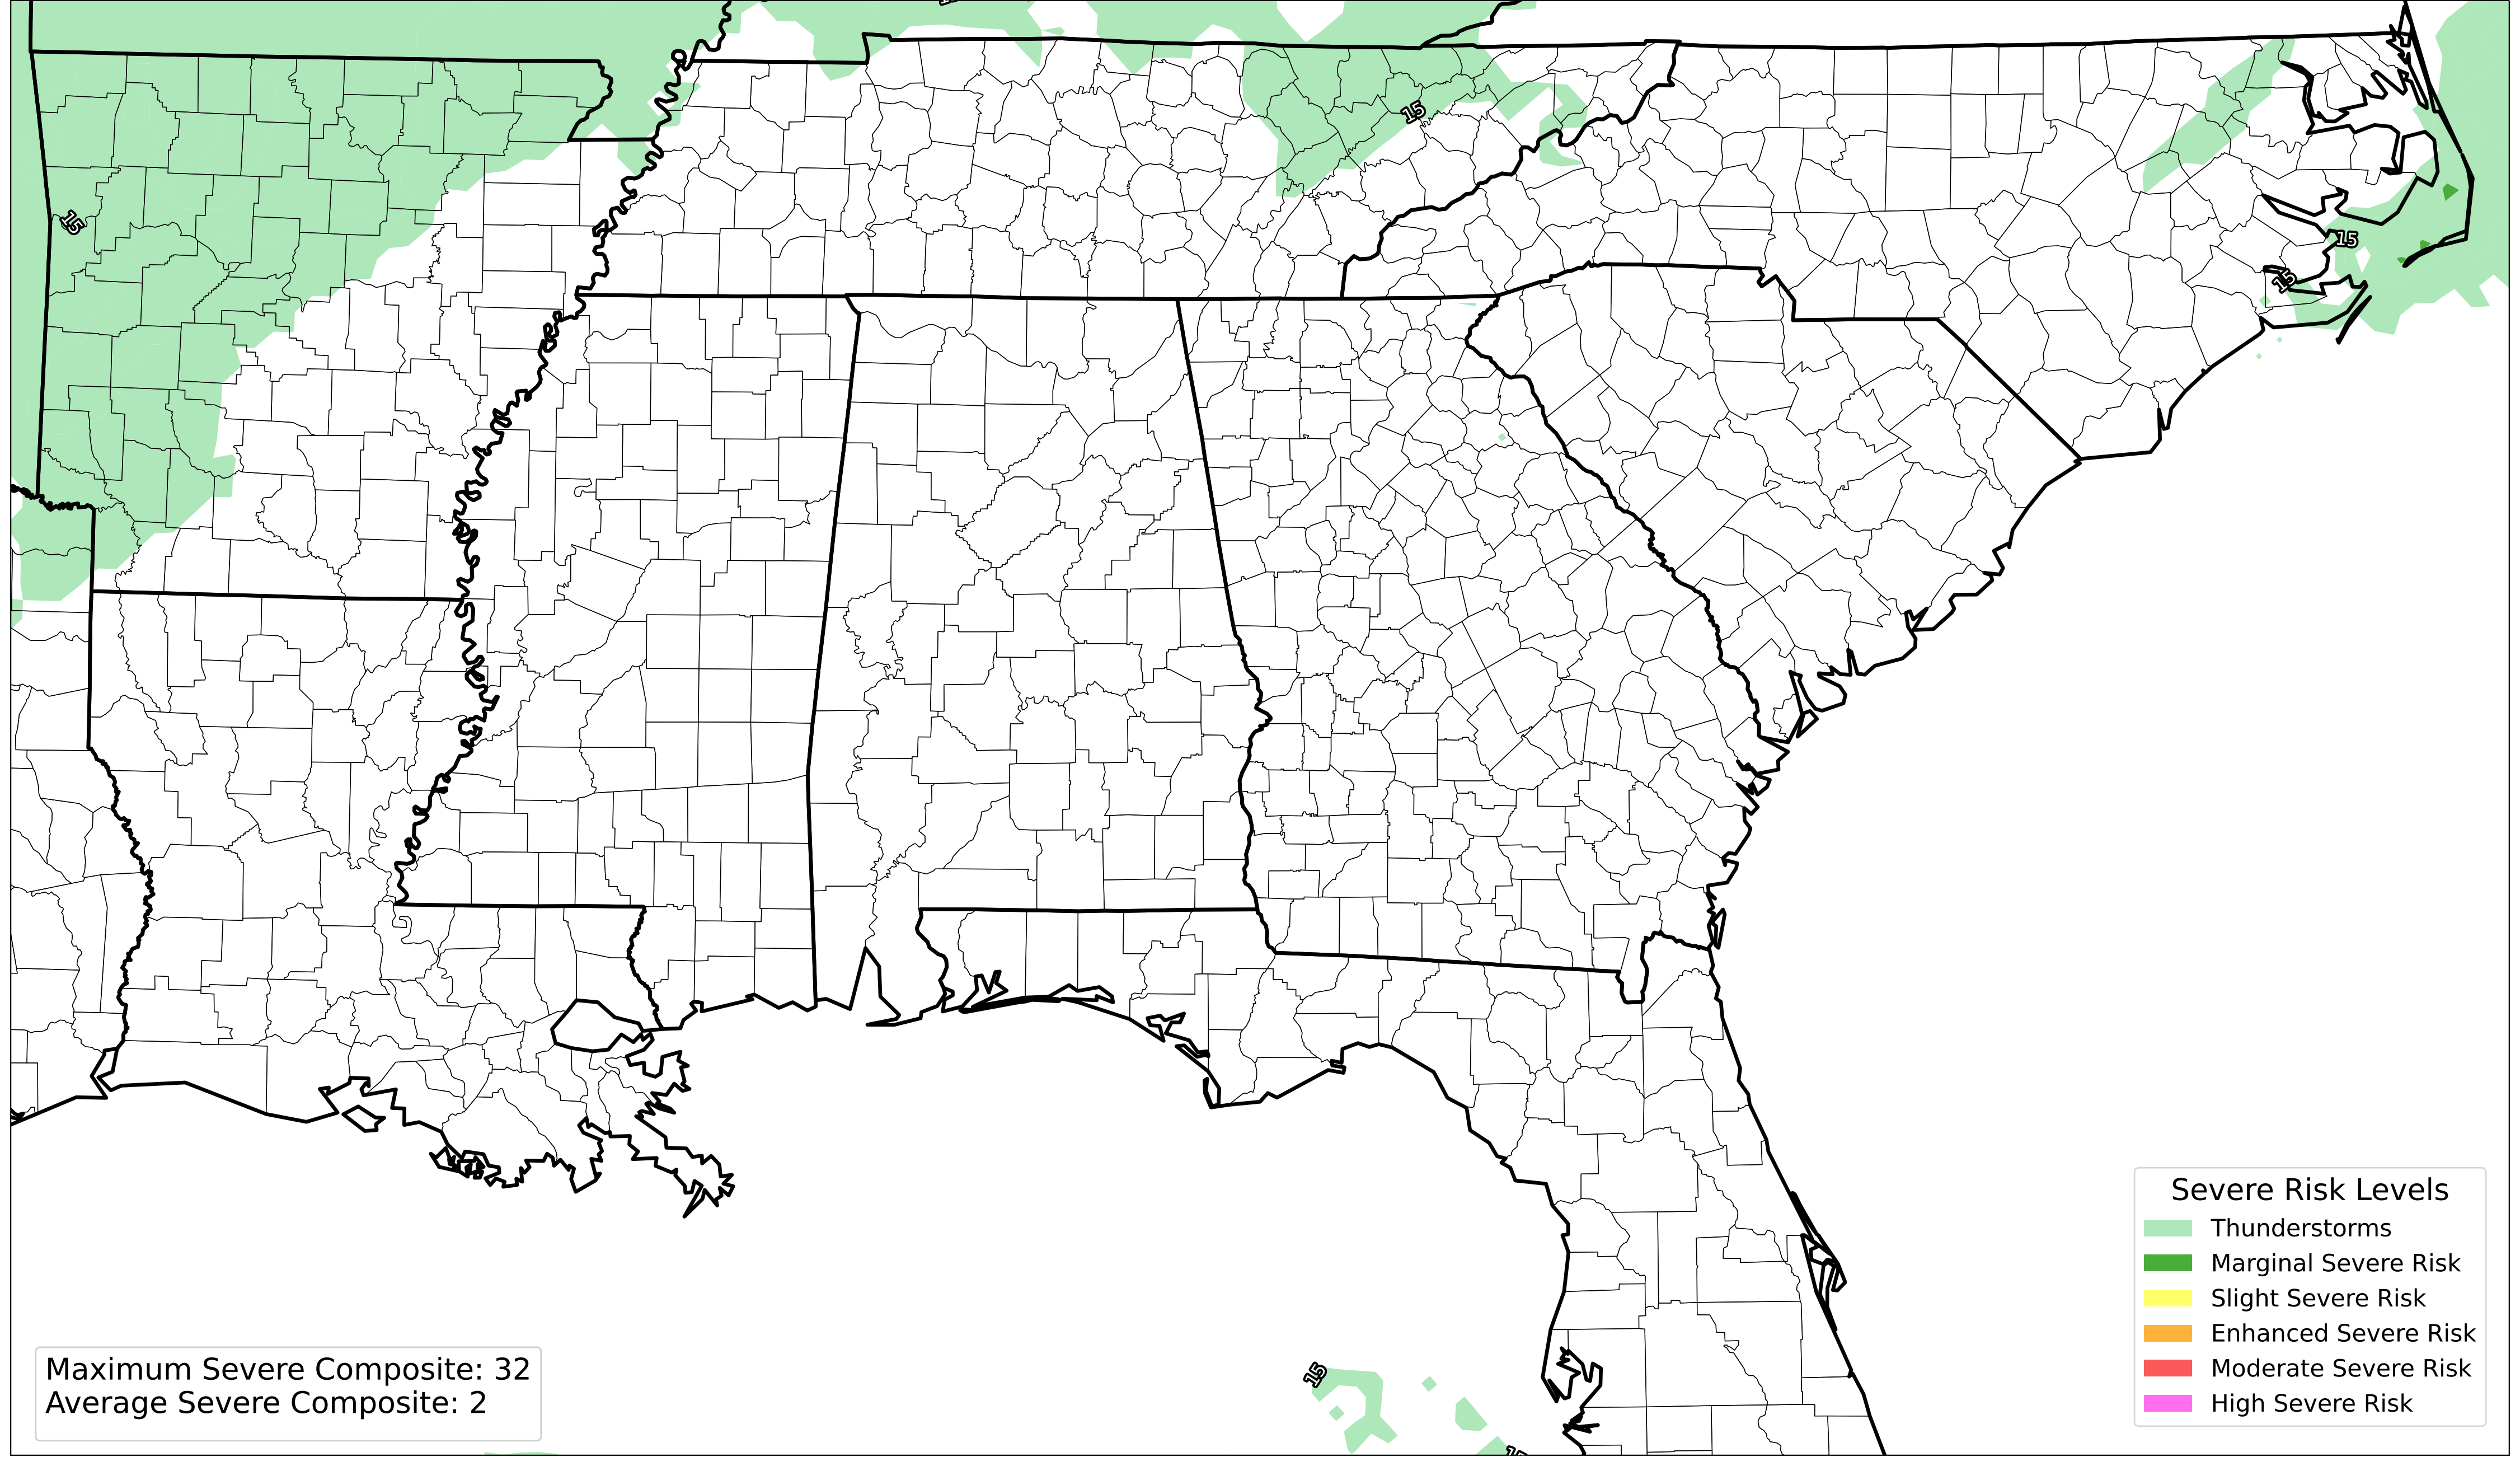 15
15
15
15
15
Severe Risk Levels
Thunderstorms
Marginal Severe Risk
Slight Severe Risk
Enhanced Severe Risk
Moderate Severe Risk
High Severe Risk
Maximum Severe Composite: 32
Average Severe Composite: 2
15